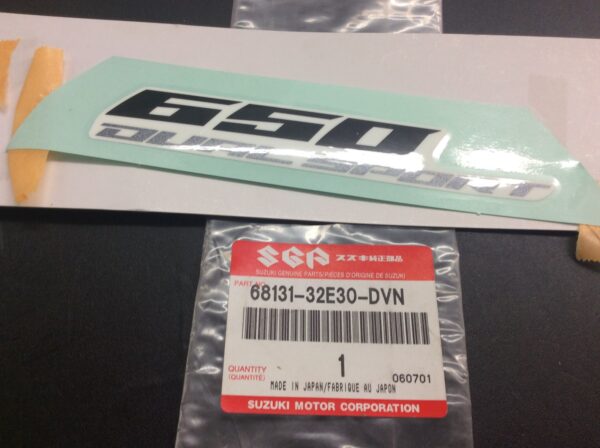 650
DUAL SPORT
SGP スズキ純正部品
SUZUKI GENUINE PARTS/PIÈCES D'ORIGINE DE SUZUKI
PART NO.
68131-32E30-DVN
QUANTITY
(QUANTITÉ)
1
060701
MADE IN JAPAN/FABRIQUE AU JAPON
SUZUKI MOTOR CORPORATION